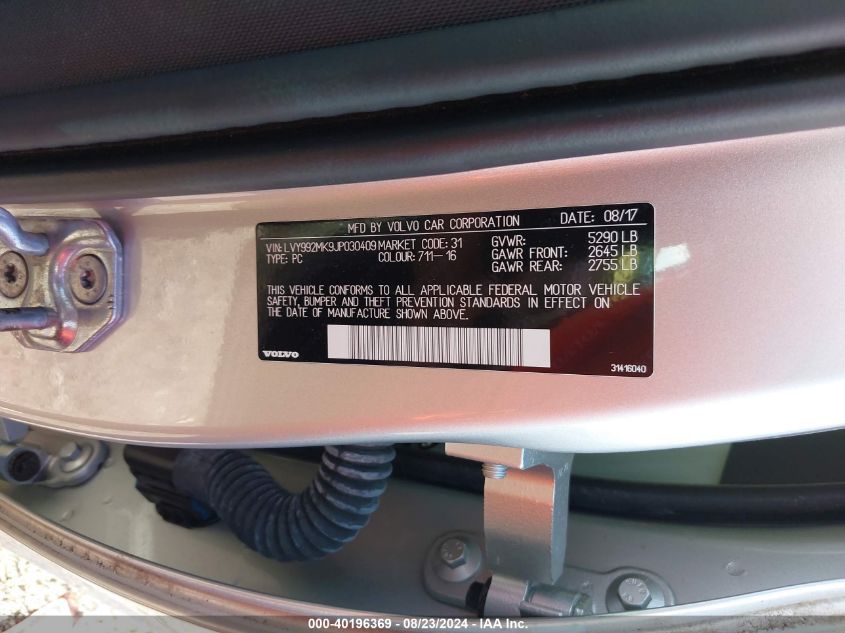 MFD BY VOLVO CAR CORPORATION DATE: 08/17
VIN: LVY992MK9JP030409 MARKET CODE: 31 GVWR: 5290 LB
TYPE: PC COLOUR: 711-16 GAWR FRONT: 2645 LB
GAWR REAR: 2755 LB
THIS VEHICLE CONFORMS TO ALL APPLICABLE FEDERAL MOTOR VEHICLE
SAFETY, BUMPER AND THEFT PREVENTION STANDARDS IN EFFECT ON
THE DATE OF MANUFACTURE SHOWN ABOVE.
VOLVO
31416040
000-40196369 - 08/23/2024 - IAA Inc.